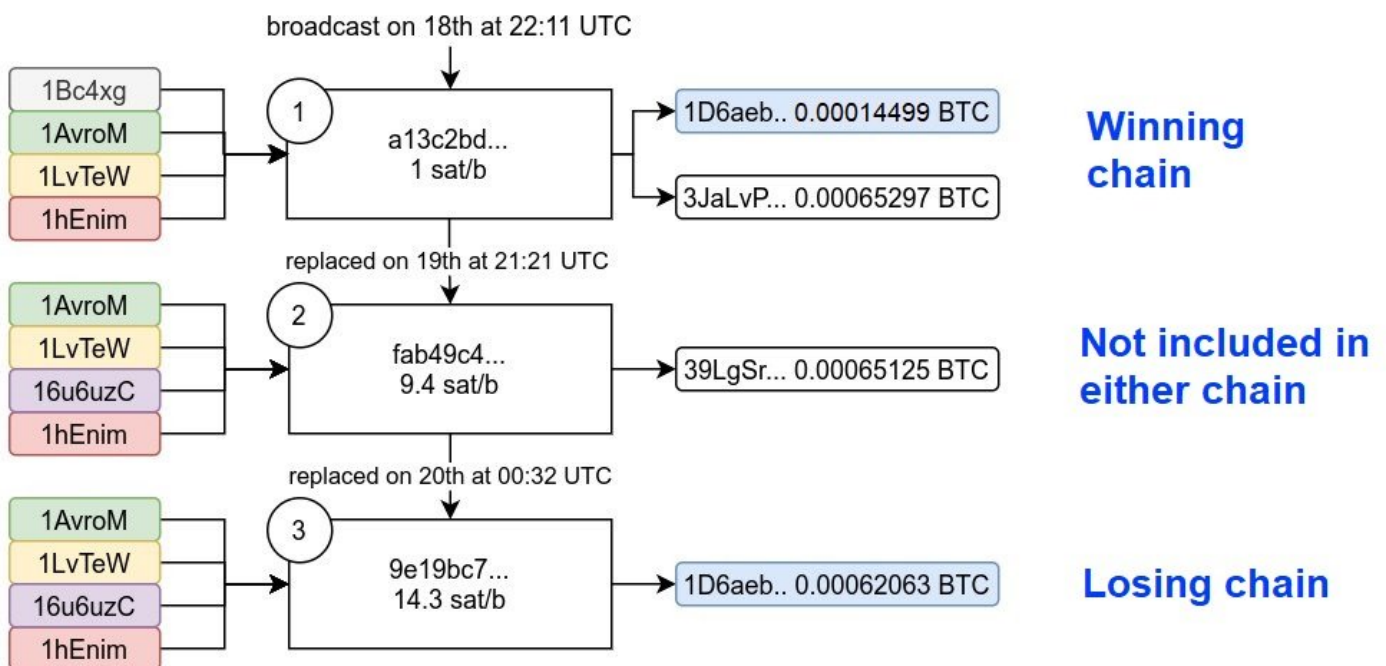 broadcast on 18th at 22:11 UTC
1Bc4xg
1AvroM
1LvTeW
1hEnim
1
a13c2bd...
1 sat/b
1D6aeb.. 0.00014499 BTC
3JaLvP... 0.00065297 BTC
Winning
chain
replaced on 19th at 21:21 UTC
1AvroM
1LvTeW
16u6uzC
1hEnim
2
fab49c4...
9.4 sat/b
39LgSr... 0.00065125 BTC
Not included in
either chain
replaced on 20th at 00:32 UTC
1AvroM
1LvTeW
16u6uzC
1hEnim
3
9e19bc7...
14.3 sat/b
1D6aeb.. 0.00062063 BTC
Losing chain